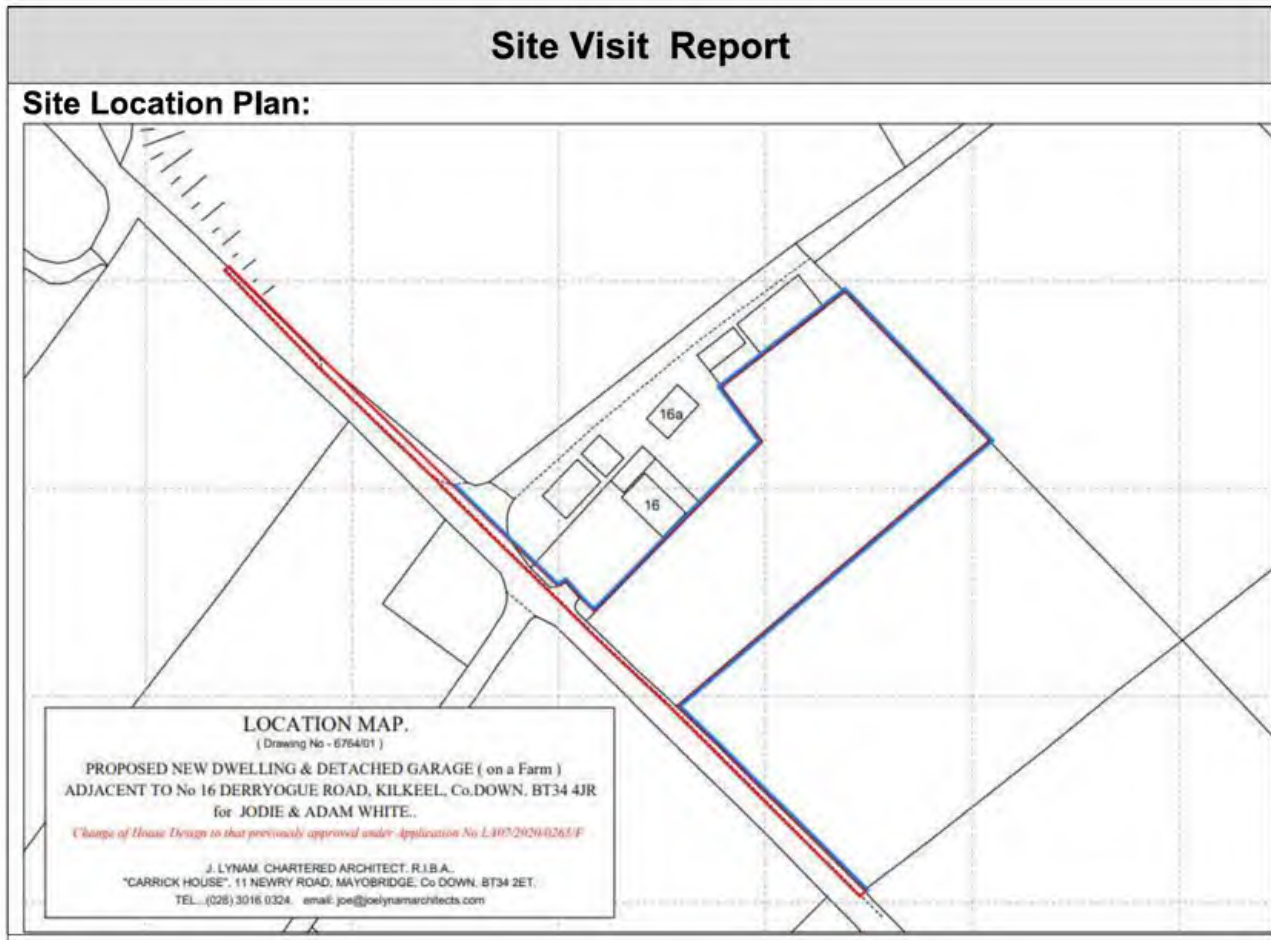 Site Visit Report
Site Location Plan:
16a
16
LOCATION MAP.
( Drawing No - 6764/01 )
PROPOSED NEW DWELLING & DETACHED GARAGE ( on a Farm )
ADJACENT TO No 16 DERRYOGUE ROAD, KILKEEL, Co.DOWN. BT34 4JR
for JODIE & ADAM WHITE..
Change of House Design to that previously approved under Application No LA07/2020/0265/F
J. LYNAM. CHARTERED ARCHITECT. R.I.B.A..
"CARRICK HOUSE". 11 NEWRY ROAD, MAYOBRIDGE, Co DOWN. BT34 2ET.
TEL...(028) 3016 0324. email: joe@joelynamarchitects.com